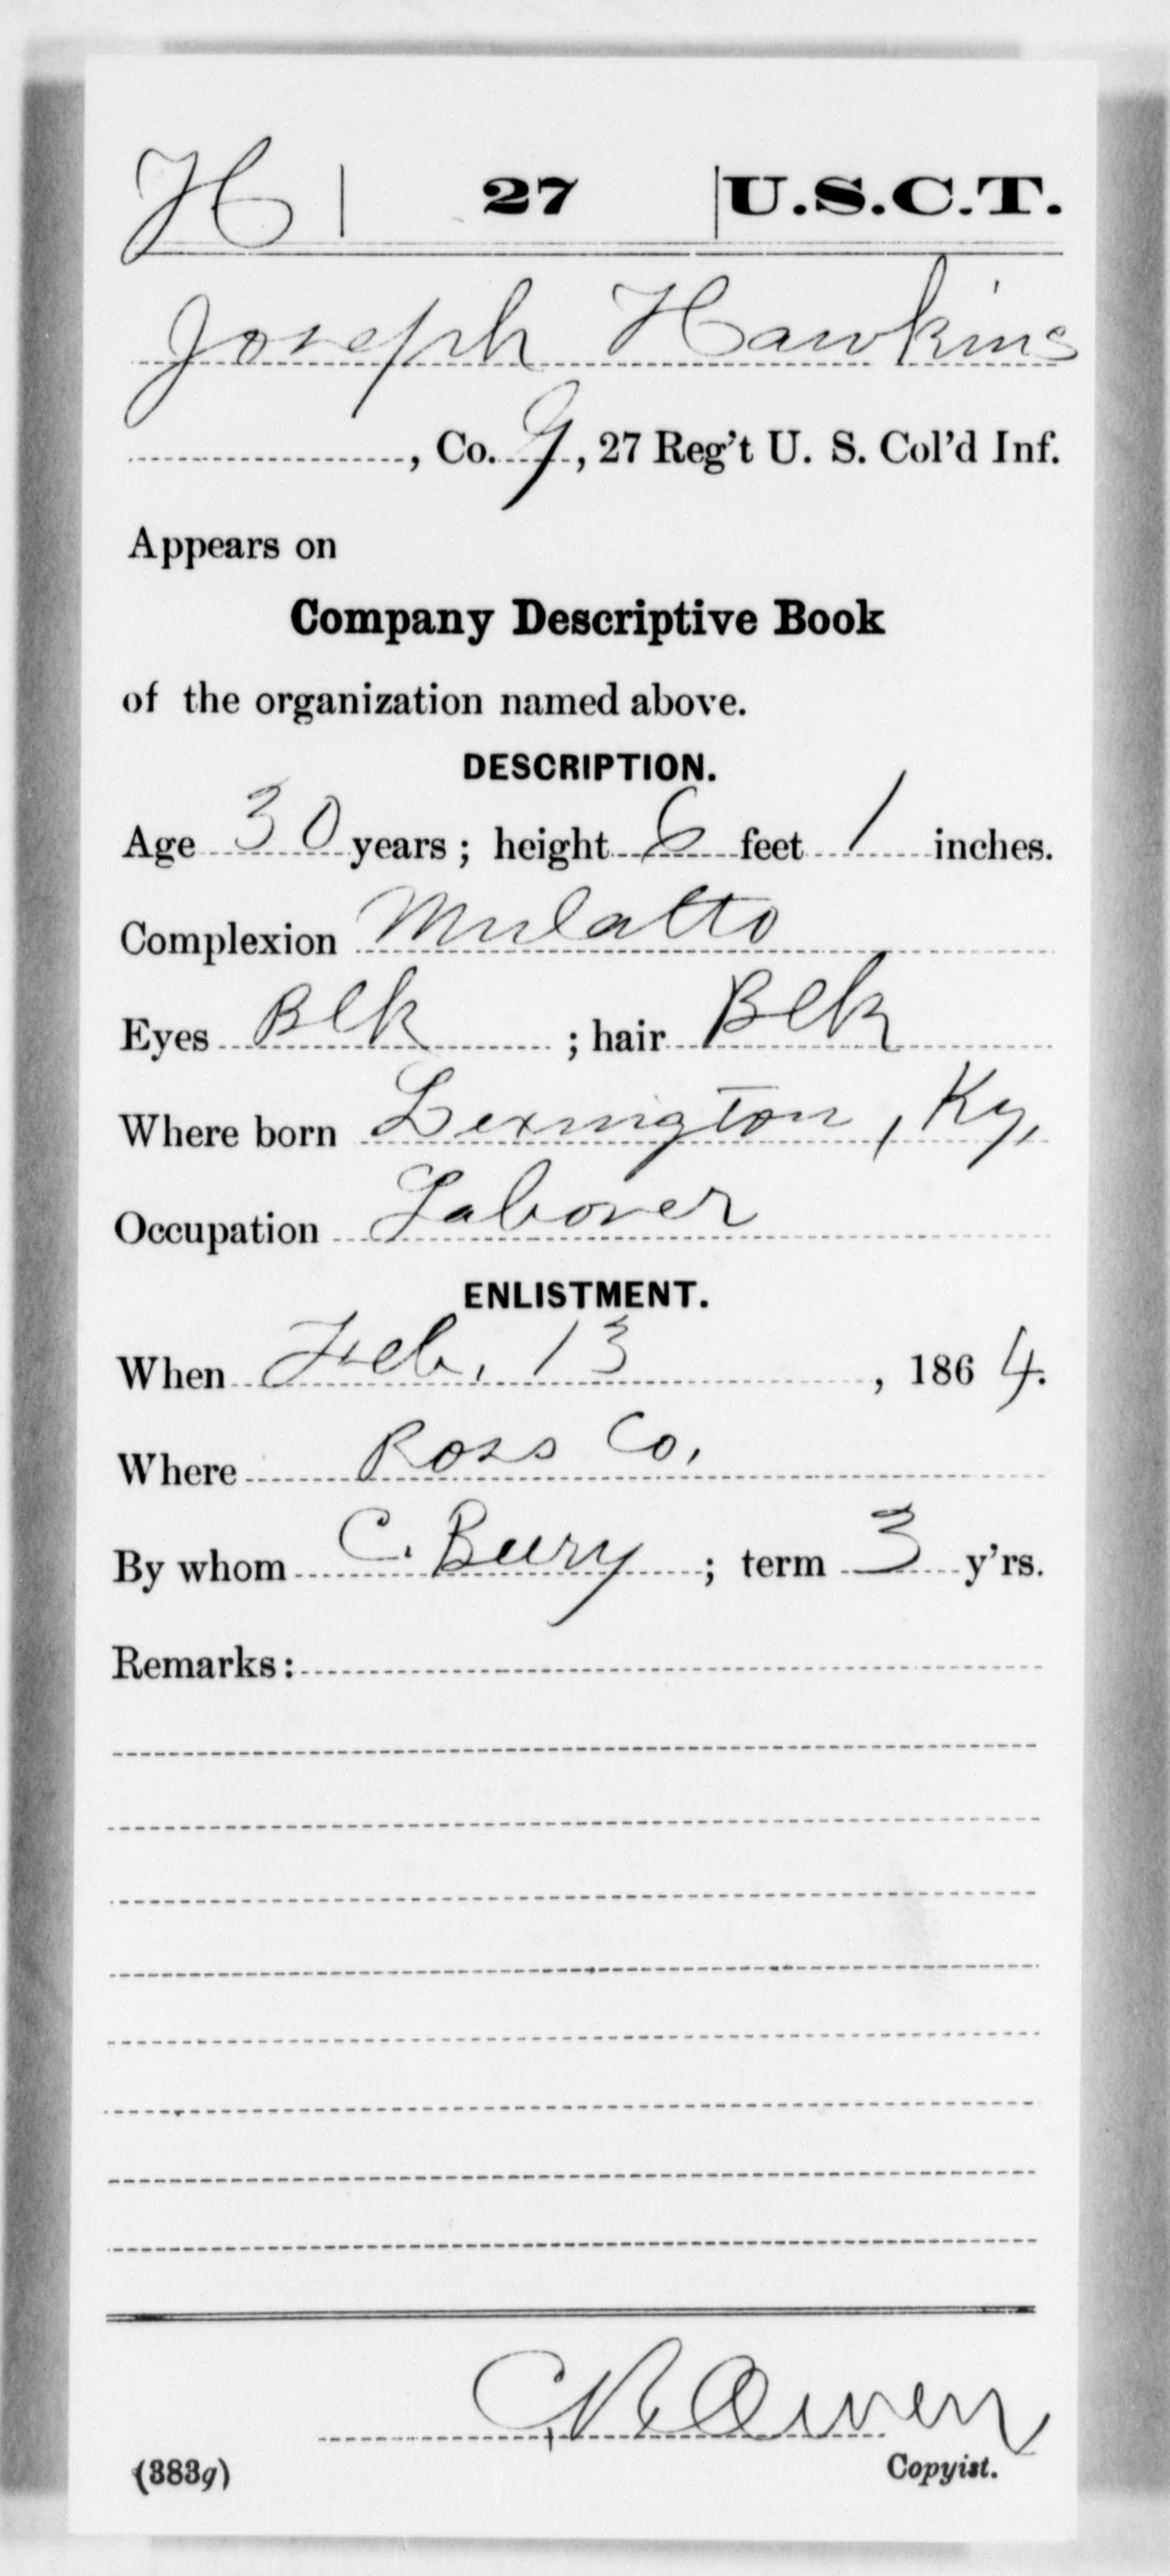 H | 27 | U.S.C.T.
Joseph Hawkins
, Co. G, 27 Reg't U. S. Col'd Inf.
Appears on
Company Descriptive Book
of the organization named above.
DESCRIPTION.
Age 30 years ; height 6 feet 1 inches.
Complexion Mulatto
Eyes Blk ; hair Blk
Where born Lexington, Ky,
Occupation Laborer
ENLISTMENT.
When Feb. 13, 1864.
Where Ross Co.
By whom C. ; term 3 y'rs.
Remarks :
Owen
(383g) Copyist.